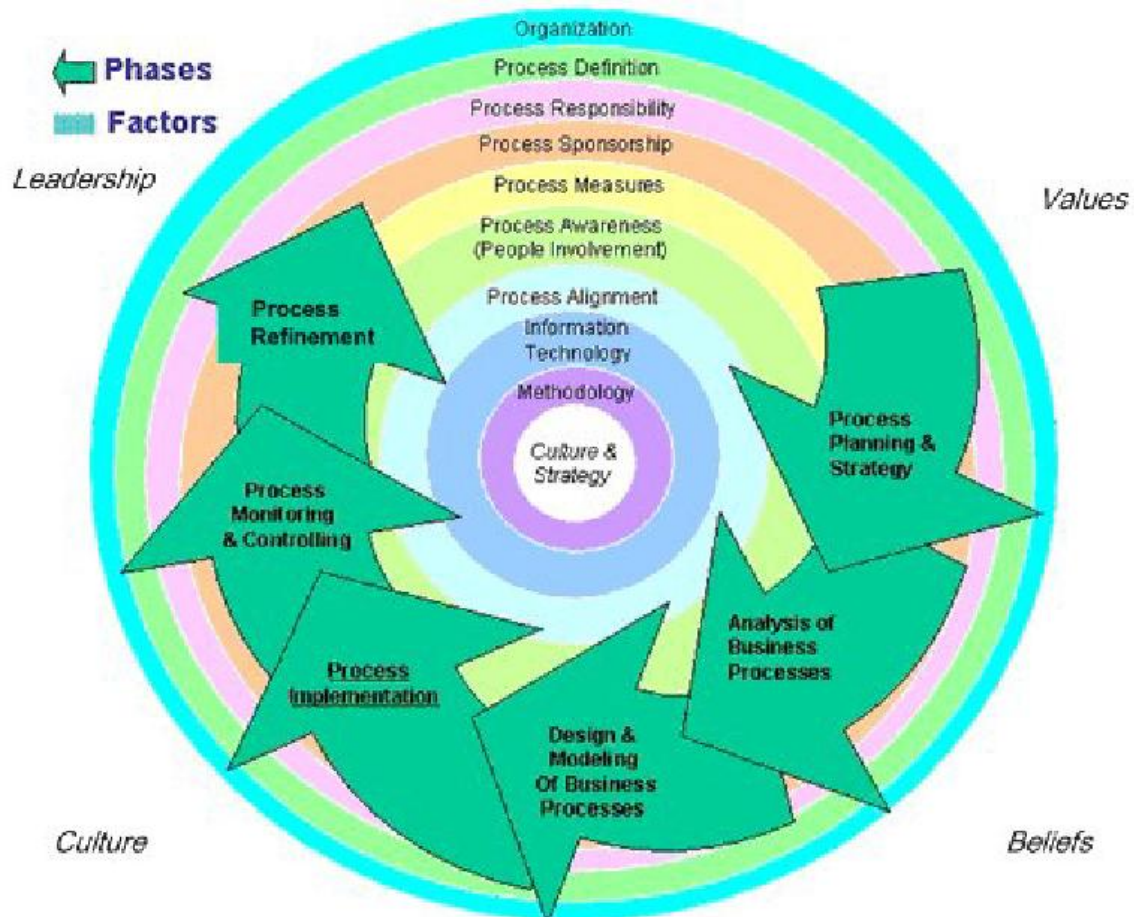 Phases
Factors
Leadership
Values
Culture
Beliefs
Organization
Process Definition
Process Responsibility
Process Sponsorship
Process Measures
Process Awareness
(People Involvement)
Process Alignment
Information
Technology
Methodology
Culture &
Strategy
Process
Planning &
Strategy
Analysis of
Business
Processes
Design &
Modeling
Of Business
Processes
Process
Implementation
Process
Monitoring
& Controlling
Process
Refinement